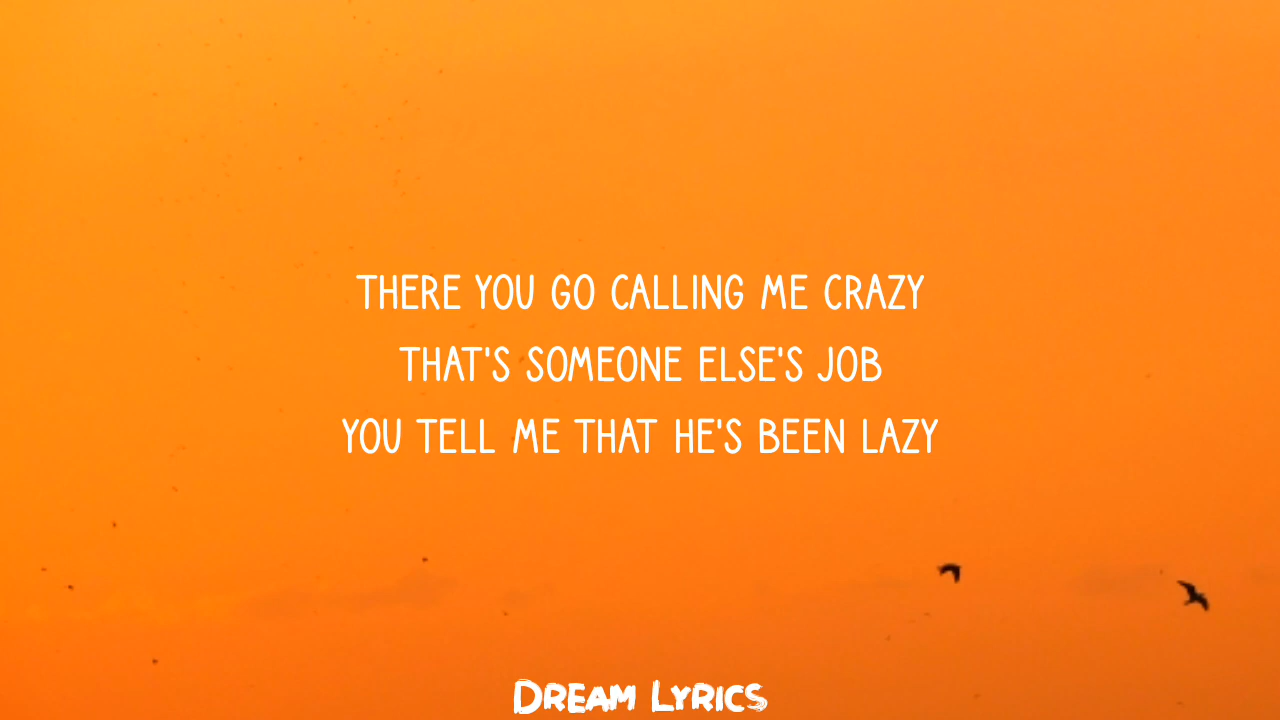 THERE YOU GO CALLING ME CRAZY
THAT'S SOMEONE ELSE'S JOB
YOU TELL ME THAT HE'S BEEN LAZY
DREAM LYRICS